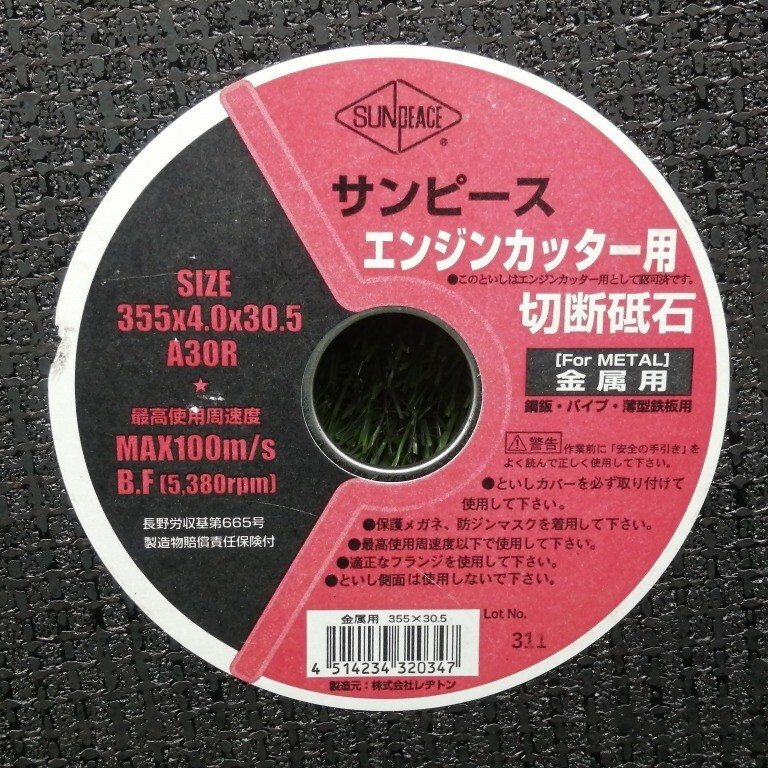 SUNPEACE
®
サンピース
エンジンカッター用
●このといしはエンジンカッター用として認可済です。
切断砥石
[For METAL]
金属用
鋼鈑・パイプ・薄型鉄板用
警告 作業前に「安全の手引き」を
よく読んで正しく使用して下さい。
●といしカバーを必ず取り付けて
使用して下さい。
●保護メガネ、防ジンマスクを着用して下さい。
●最高使用周速度以下で使用して下さい。
●適正なフランジを使用して下さい。
●といし側面は使用しないで下さい。
SIZE
355x4.0x30.5
A30R
★
最高使用周速度
MAX100m/s
B.F (5,380rpm)
長野労収基第665号
製造物賠償責任保険付
金属用 355×30.5
4 514234 320347
製造元：株式会社レヂトン
Lot No.
311